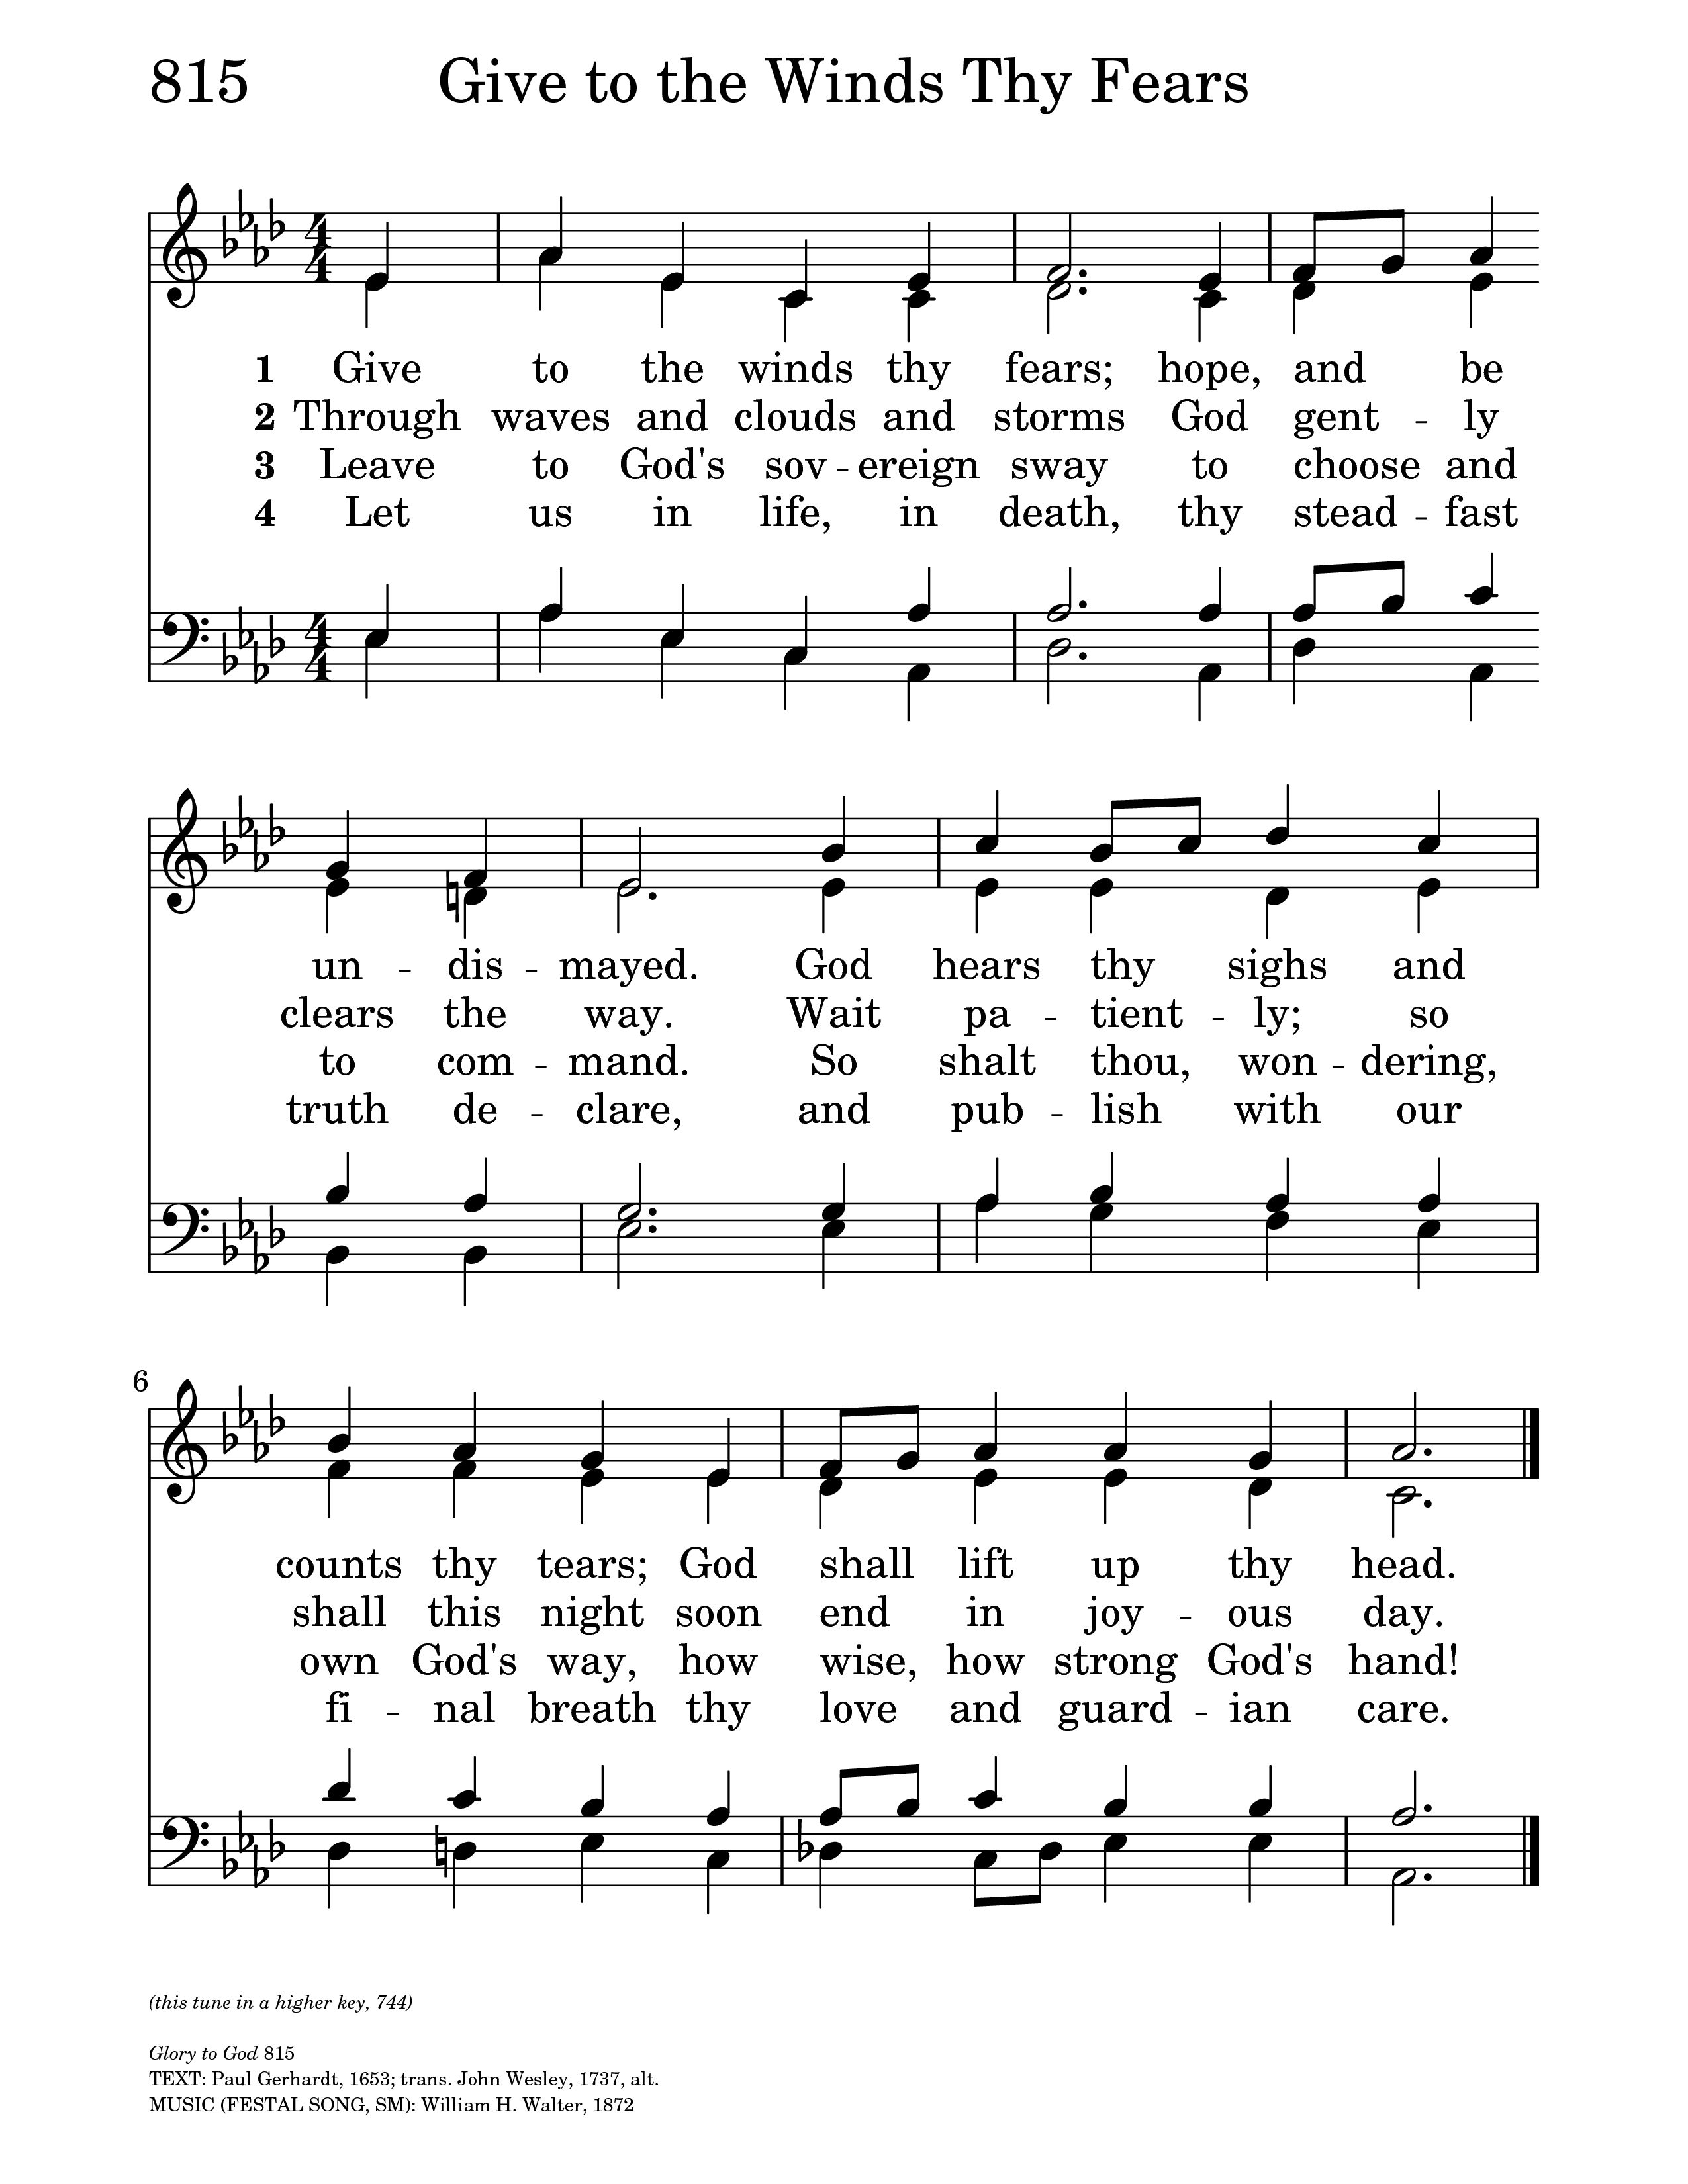 815 Give to the Winds Thy Fears
4 4
1 Give to the winds thy fears; hope, and be
2 Through waves and clouds and storms God gent - ly
3 Leave to God's sov - ereign sway to choose and
4 Let us in life, in death, thy stead - fast
4 4
un - dis - mayed. God hears thy sighs and
clears the way. Wait pa - tient - ly; so
to com - mand. So shalt thou, won - dering,
truth de - clare, and pub - lish with our
6
counts thy tears; God shall lift up thy head.
shall this night soon end in joy - ous day.
own God's way, how wise, how strong God's hand!
fi - nal breath thy love and guard - ian care.
(this tune in a higher key, 744)
Glory to God 815
TEXT: Paul Gerhardt, 1653; trans. John Wesley, 1737, alt.
MUSIC (FESTAL SONG, SM): William H. Walter, 1872